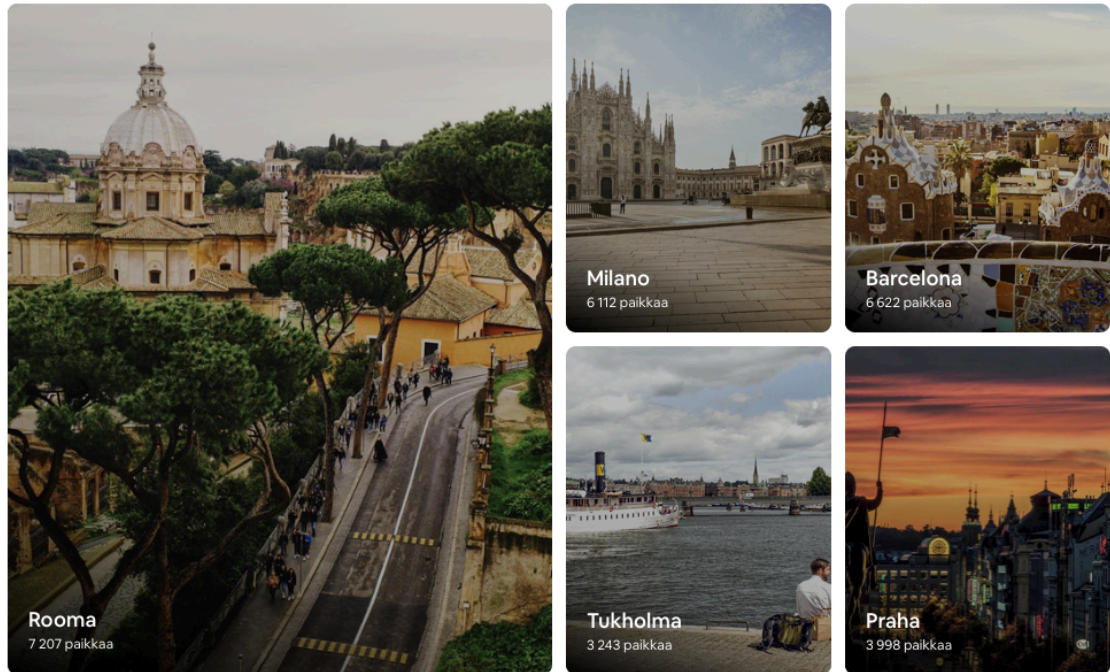 Rooma
7 207 paikkaa
Milano
6 112 paikkaa
Barcelona
6 622 paikkaa
Tukholma
3 243 paikkaa
Praha
3 998 paikkaa